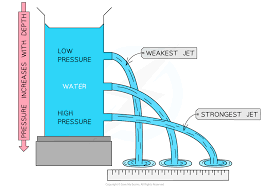 PRESSURE INCREASES WITH DEPTH
LOW
PRESSURE
WATER
HIGH
PRESSURE
WEAKEST JET
STRONGEST JET